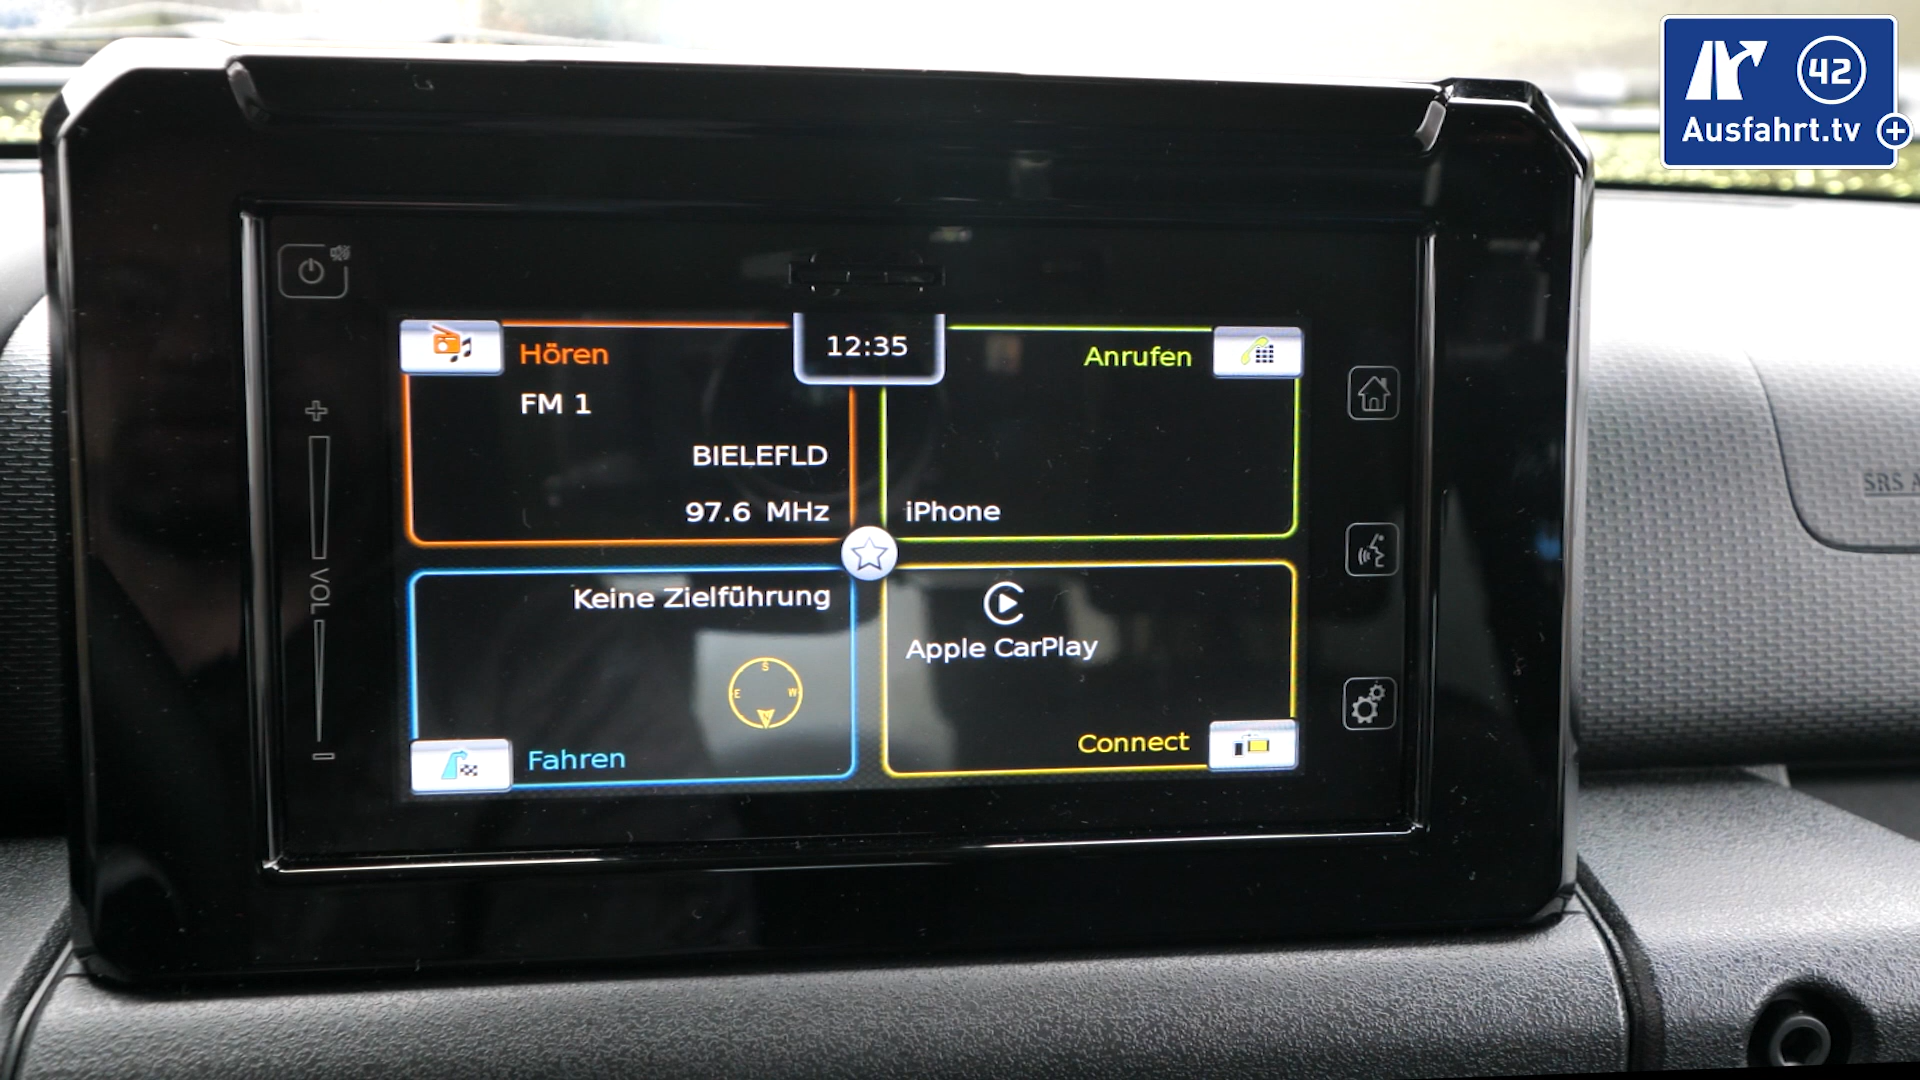 42
Ausfahrt.tv +
12:35
Hören
Anrufen
FM 1
BIELEFLD
97.6 MHz
iPhone
VOL
Keine Zielführung
Apple CarPlay
S
E W
Fahren
Connect
SRS